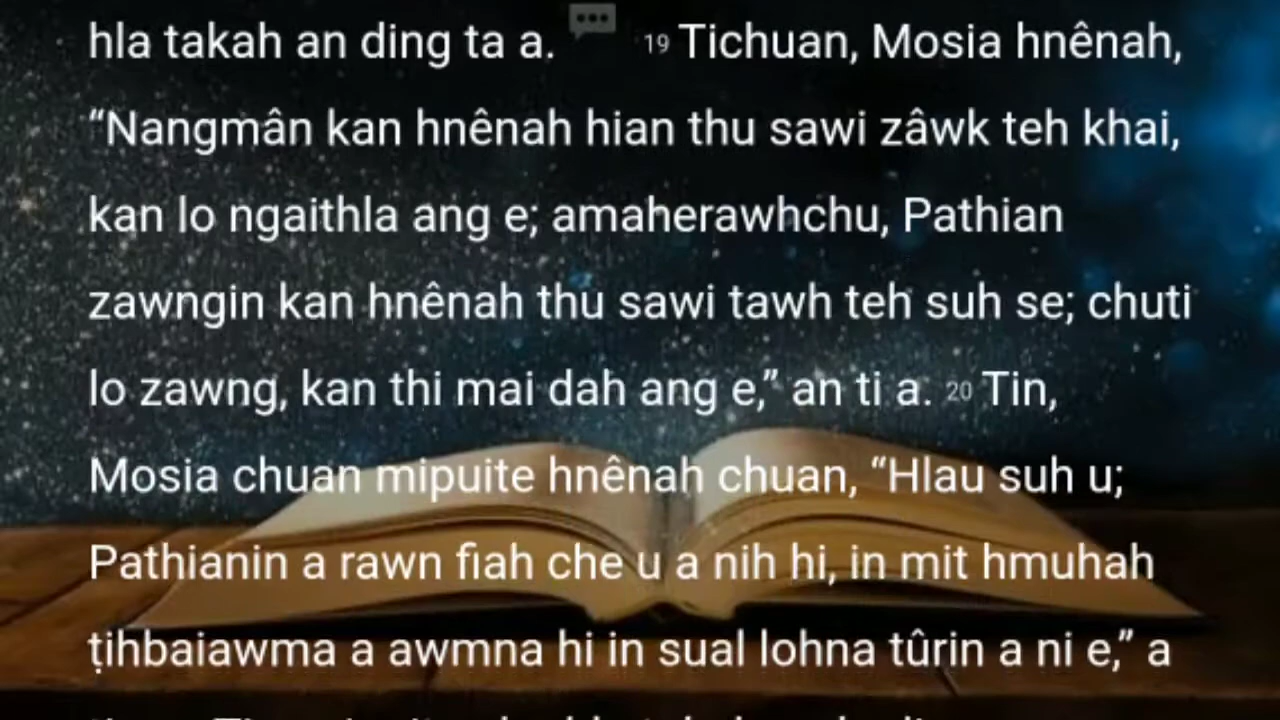 hla takah an ding ta a. 19 Tichuan, Mosia hnênah,
“Nangmân kan hnênah hian thu sawi zâwk teh khai,
kan lo ngaithla ang e; amaherawhchu, Pathian
zawngin kan hnênah thu sawi tawh teh suh se; chuti
lo zawng, kan thi mai dah ang e,” an ti a. 20 Tin,
Mosia chuan mipuite hnênah chuan, “Hlau suh u;
Pathianin a rawn fiah che u a nih hi, in mit hmuhah
ṭihbaiawma a awmna hi in sual lohna tûrin a ni e,” a